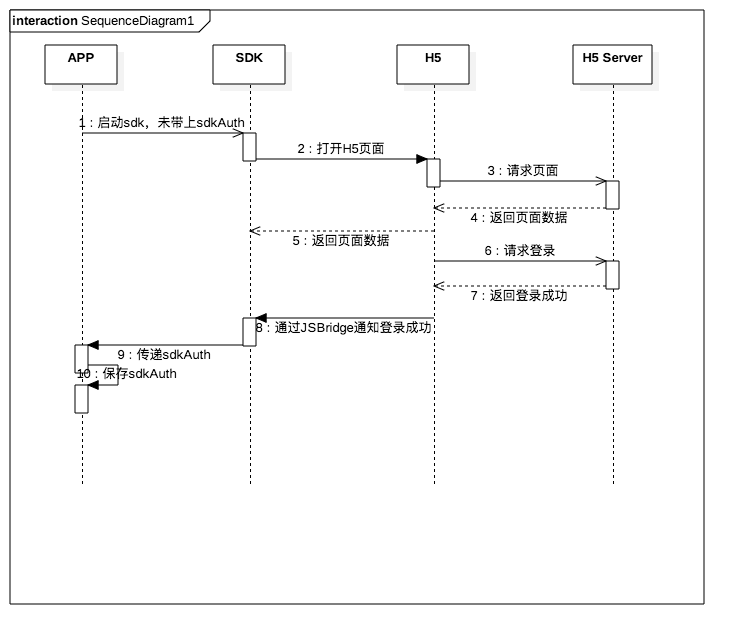 interaction SequenceDiagram1
APP
SDK
H5
H5 Server
1 : 启动sdk，未带上sdkAuth
2 : 打开H5页面
3 : 请求页面
4 : 返回页面数据
5 : 返回页面数据
6 : 请求登录
7 : 返回登录成功
8 : 通过JSBridge通知登录成功
9 : 传递sdkAuth
10 : 保存sdkAuth